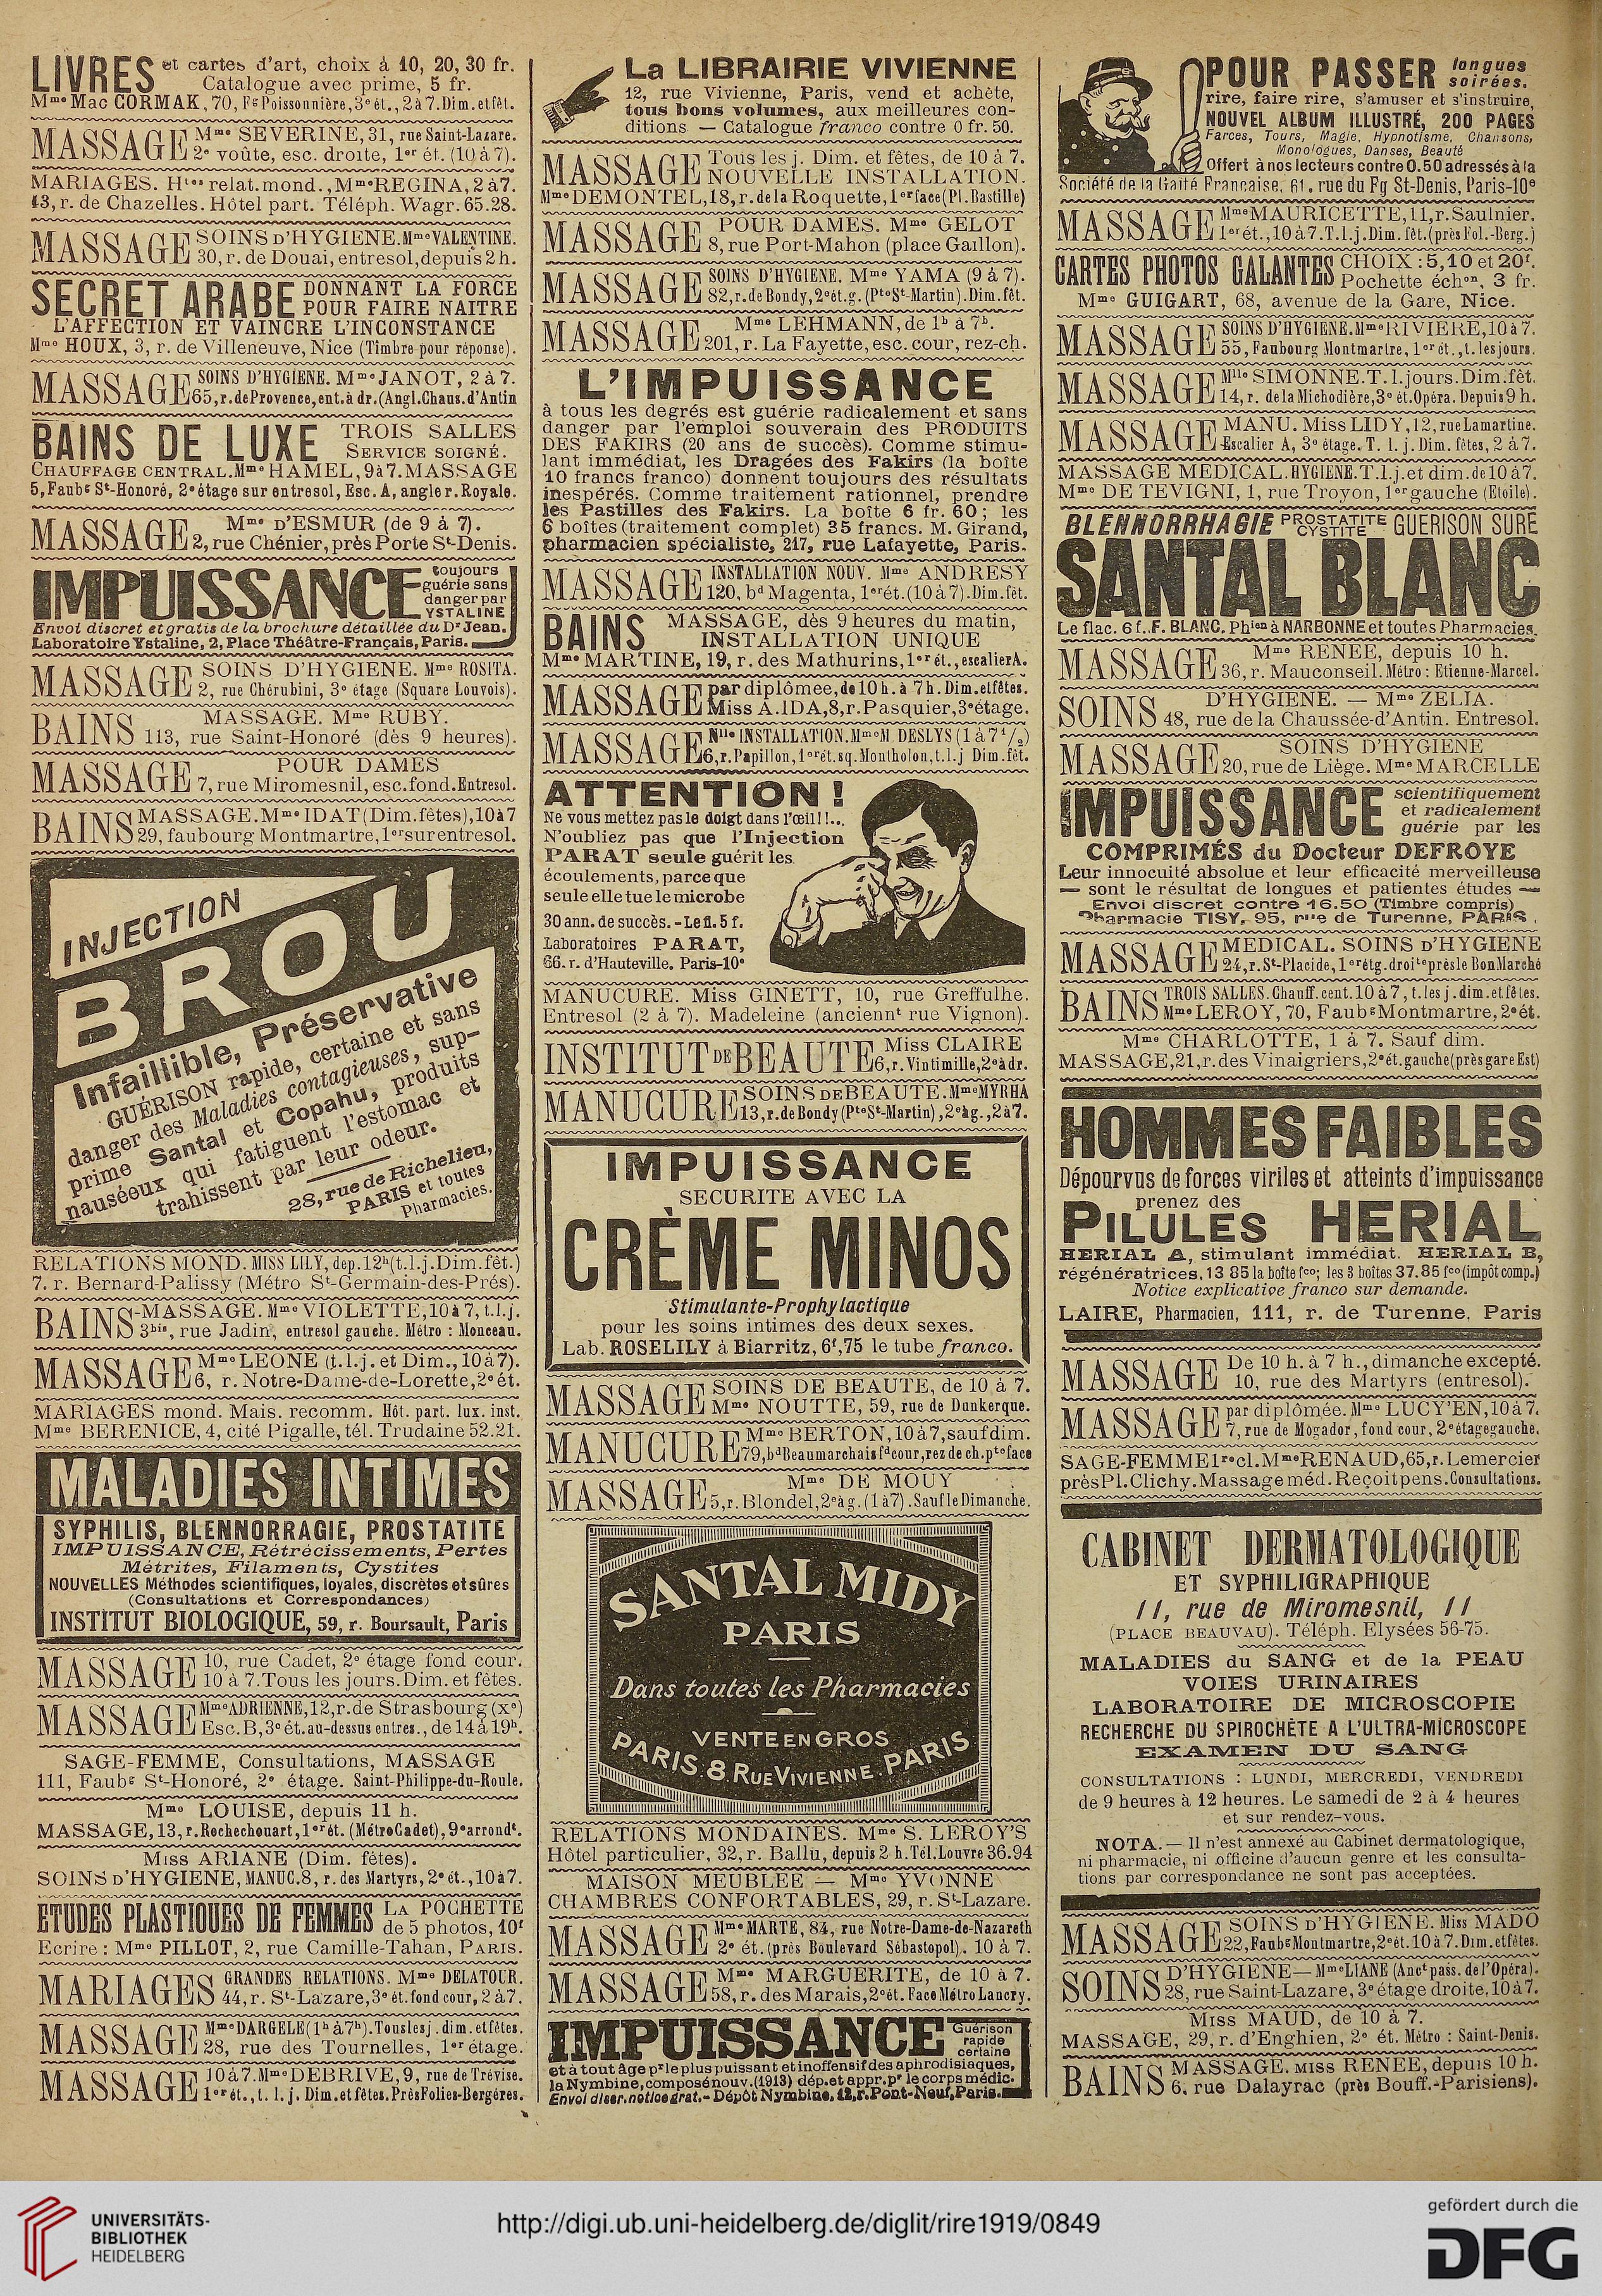 LIVRES et cartes d'art, choix à 10, 20, 30 fr.
Catalogue avec prime, 5 fr.
Mme Mac CORMAK, 70, Fg Poissonnière, 3e ét., 2 à 7. Dim. et fêt.
MASSAGE Mme SEVERINE, 31, rue Saint-Lazare.
2e voûte, esc. droite, 1er ét. (10 à 7).
MARIAGES. Htes relat. mond., Mme REGINA, 2 à 7.
43, r. de Chazelles. Hôtel part. Téléph. Wagr. 65.28.
MASSAGE SOINS D'HYGIENE. Mme VALENTINE.
30, r. de Douai, entresol, depuis 2 h.
SECRET ARABE DONNANT LA FORCE
POUR FAIRE NAITRE
L'AFFECTION ET VAINCRE L'INCONSTANCE
Mme HOUX, 3, r. de Villeneuve, Nice (Timbre pour réponse).
MASSAGE SOINS D'HYGIÈNE. Mme JANOT, 2 à 7.
65, r. de Provence, ent. à dr. (Angl. Chaus. d'Antin
BAINS DE LUXE TROIS SALLES
SERVICE SOIGNÉ.
CHAUFFAGE CENTRAL. Mme HAMEL, 9 à 7. MASSAGE
5, Faubg St-Honoré, 2e étage sur entresol, Esc. A, angle r. Royale.
MASSAGE Mme D'ESMUR (de 9 à 7).
2, rue Chénier, près Porte St-Denis.
IMPUISSANCE toujours
guérie sans
danger par
YSTALINE
Envoi discret et gratis de la brochure détaillée du Dr Jean.
Laboratoire Ystaline, 2, Place Théâtre-Français, Paris.
MASSAGE SOINS D'HYGIENE. Mme ROSITA.
2, rue Chérubini, 3e étage (Square Louvois).
BAINS MASSAGE. Mme RUBY.
113, rue Saint-Honoré (dès 9 heures).
MASSAGE POUR DAMES
7, rue Miromesnil, esc. fond. Entresol.
BAINS MASSAGE. Mme IDAT (Dim. fêtes), 10 à 7
29, faubourg Montmartre, 1er sur entresol.
INJECTION
BROU
Infaillible, Préservative
GUÉRISON rapide, certaine et sans
danger des Maladies contagieuses, sup-
prime Santal et Copahu, produits
nauséeux qui fatiguent l'estomac et
trahissent par leur odeur.
28, rue de Richelieu,
PARIS et toutes
Pharmacies.
RELATIONS MOND. MISS LILY, dep. 12h (t.l.j. Dim. fêt.)
7. r. Bernard-Palissy (Métro St-Germain-des-Prés).
BAINS-MASSAGE. Mme VIOLETTE, 10 à 7, t.l.j.
3bis, rue Jadin, entresol gauche. Métro : Monceau.
MASSAGE Mme LEONE (t.l.j. et Dim., 10 à 7).
6, r. Notre-Dame-de-Lorette, 2e ét.
MARIAGES mond. Mais. recomm. Hôt. part. lux. inst.
Mme BERENICE, 4, cité Pigalle, tél. Trudaine 52.21.
MALADIES INTIMES
SYPHILIS, BLENNORRAGIE, PROSTATITE
IMPUISSANCE, Rétrécissements, Pertes
Métrites, Filaments, Cystites
NOUVELLES Méthodes scientifiques, loyales, discrètes et sûres
(Consultations et Correspondances)
INSTITUT BIOLOGIQUE, 59, r. Boursault, Paris
MASSAGE 10, rue Cadet, 2e étage fond cour.
10 à 7. Tous les jours. Dim. et fêtes.
MASSAGE Mme ADRIENNE, 12, r. de Strasbourg (xe)
Esc. B, 3e ét. au-dessus entres., de 14 à 19h.
SAGE-FEMME, Consultations, MASSAGE
111, Faubg St-Honoré, 2e étage. Saint-Philippe-du-Roule.
Mme LOUISE, depuis 11 h.
MASSAGE, 13, r. Rochechouart, 1er ét. (Métro Cadet), 9e arrondt.
MISS ARIANE (Dim. fêtes).
SOINS D'HYGIENE, MANUC. 8, r. des Martyrs, 2e ét., 10 à 7.
ETUDES PLASTIQUES DE FEMMES LA POCHETTE
de 5 photos, 10f
Ecrire : Mme PILLOT, 2, rue Camille-Tahan, PARIS.
MARIAGES GRANDES RELATIONS. Mme DELATOUR.
44, r. St-Lazare, 3e ét. fond cour, 2 à 7.
MASSAGE Mme DARGELE (1h à 7h). Tous les j. dim. et fêtes.
28, rue des Tournelles, 1er étage.
MASSAGE 10 à 7. Mme DEBRIVE, 9, rue de Trévise.
1er ét., t. l. j. Dim. et fêtes. Près Folies-Bergères.
La LIBRAIRIE VIVIENNE
12, rue Vivienne, Paris, vend et achète,
tous bons volumes, aux meilleures con-
ditions — Catalogue franco contre 0 fr. 50.
MASSAGE Tous les j. Dim. et fêtes, de 10 à 7.
NOUVELLE INSTALLATION.
Mme DEMONTEL, 18, r. de la Roquette, 1er face (Pl. Bastille)
MASSAGE POUR DAMES. Mme GELOT
8, rue Port-Mahon (place Gaillon).
MASSAGE SOINS D'HYGIENE. Mme YAMA (9 à 7).
82, r. de Bondy, 2e ét. g. (Pte St-Martin). Dim. fêt.
MASSAGE Mme LEHMANN, de 1h à 7h.
201, r. La Fayette, esc. cour, rez-ch.
L'IMPUISSANCE
à tous les degrés est guérie radicalement et sans
danger par l'emploi souverain des PRODUITS
DES FAKIRS (20 ans de succès). Comme stimu-
lant immédiat, les Dragées des Fakirs (la boîte
10 francs franco) donnent toujours des résultats
inespérés. Comme traitement rationnel, prendre
les Pastilles des Fakirs. La boîte 6 fr. 60 ; les
6 boîtes (traitement complet) 35 francs. M. Girand,
pharmacien spécialiste, 217, rue Lafayette, Paris.
MASSAGE INSTALLATION NOUV. Mme ANDRESY
120, bd Magenta, 1er ét. (10 à 7). Dim. fêt.
BAINS MASSAGE, dès 9 heures du matin,
INSTALLATION UNIQUE
Mme MARTINE, 19, r. des Mathurins, 1er ét., escalier A.
MASSAGE par diplômee, de 10 h. à 7 h. Dim. et fêtes.
Miss A. IDA, 8, r. Pasquier, 3e étage.
MASSAGE Nlle INSTALLATION. Mme M. DESLYS (1 à 7 1/2)
6, r. Papillon, 1er ét. sq. Montholon, t.l.j Dim. fêt.
ATTENTION !
Ne vous mettez pas le doigt dans l'œil !!...
N'oubliez pas que l'Injection
PARAT seule guérit les
écoulements, parce que
seule elle tue le microbe
30 ann. de succès. - Le fl. 5 f.
Laboratoires PARAT,
66. r. d'Hauteville. Paris-10e
MANUCURE. Miss GINETT, 10, rue Greffulhe.
Entresol (2 à 7). Madeleine (anciennt rue Vignon).
INSTITUT DE BEAUTE Miss CLAIRE
6, r. Vintimille, 2e à dr.
MANUCURE SOINS DE BEAUTE. Mme MYRHA
13, r. de Bondy (Pte St-Martin), 2e ag., 2 à 7.
IMPUISSANCE
SECURITE AVEC LA
CRÈME MINOS
Stimulante-Prophylactique
pour les soins intimes des deux sexes.
Lab. ROSELILY à Biarritz, 6f,75 le tube franco.
MASSAGE SOINS DE BEAUTE, de 10 à 7.
Mme NOUTTE, 59, rue de Dunkerque.
MANUCURE Mme BERTON, 10 à 7, sauf dim.
79, bd Beaumarchais fd cour, rez de ch. pte face
MASSAGE Mme DE MOUY
5, r. Blondel, 2e à g. (1 à 7). Sauf le Dimanche.
SANTAL MIDY
PARIS
Dans toutes les Pharmacies
VENTE EN GROS
PARIS. 8. RUE VIVIENNE. PARIS
RELATIONS MONDAINES. Mme S. LEROY'S
Hôtel particulier, 32, r. Ballu, depuis 2 h. Tél. Louvre 36.94
MAISON MEUBLEE — Mme YVONNE
CHAMBRES CONFORTABLES, 29, r. St-Lazare.
MASSAGE Mme MARTE, 84, rue Notre-Dame-de-Nazareth
2e ét. (près Boulevard Sébastopol). 10 à 7.
MASSAGE Mme MARGUERITE, de 10 à 7.
58, r. des Marais, 2e ét. Face Métro Lancry.
IMPUISSANCE Guérison
rapide
certaine
et à tout âge pr le plus puissant et inoffensif des aphrodisiaques,
la Nymbine, composé nouv. (1913) dép. et appr. pr le corps médic.
Envoi discr. notice grat. - Dépôt Nymbine, 12, r. Pont-Neuf, Paris.
POUR PASSER longues
soirées.
rire, faire rire, s'amuser et s'instruire,
NOUVEL ALBUM ILLUSTRÉ, 200 PAGES
Farces, Tours, Magie, Hypnotisme, Chansons,
Monologues, Danses, Beauté
Offert à nos lecteurs contre 0.50 adressés à la
Société de la Gaîté Française, 61, rue du Fg St-Denis, Paris-10e
MASSAGE Mme MAURICETTE, 11, r. Saulnier.
1er ét., 10 à 7. T.l.j. Dim. fêt. (près Fol.-Berg.)
CARTES PHOTOS GALANTES CHOIX : 5, 10 et 20f.
Pochette échon, 3 fr.
Mme GUIGART, 68, avenue de la Gare, Nice.
MASSAGE SOINS D'HYGIENE. Mme RIVIERE, 10 à 7.
55, Faubourg Montmartre, 1er ét., t. les jours.
MASSAGE Mlle SIMONNE. T. l. jours. Dim. fêt.
14, r. de la Michodière, 3e ét. Opéra. Depuis 9 h.
MASSAGE MANU. Miss LIDY, 12, rue Lamartine.
Escalier A, 3e étage. T. l. j. Dim. fêtes, 2 à 7.
MASSAGE MEDICAL. HYGIENE. T.l.j. et dim. de 10 à 7.
Mme DE TEVIGNI, 1, rue Troyon, 1er gauche (Etoile).
BLENNORRHAGIE PROSTATITE
CYSTITE GUERISON SURE
SANTAL BLANC
Le flac. 6 f.. F. BLANC. Phien à NARBONNE et toutes Pharmacies.
MASSAGE Mme RENEE, depuis 10 h.
36, r. Mauconseil. Métro : Etienne-Marcel.
SOINS D'HYGIENE. — Mme ZELIA.
48, rue de la Chaussée-d'Antin. Entresol.
MASSAGE SOINS D'HYGIENE
20, rue de Liège. Mme MARCELLE
IMPUISSANCE scientifiquement
et radicalement
guérie par les
COMPRIMÉS du Docteur DEFROYE
Leur innocuité absolue et leur efficacité merveilleuse
— sont le résultat de longues et patientes études —
Envoi discret contre 16.50 (Timbre compris)
Pharmacie TISY, 95, rue de Turenne, PARIS.
MASSAGE MEDICAL. SOINS D'HYGIENE
24, r. St-Placide, 1er étg. droite près le Bon Marché
BAINS TROIS SALLES. Chauff. cent. 10 à 7, t. les j. dim. et fêtes.
Mme LEROY, 70, Faubg Montmartre, 2e ét.
Mme CHARLOTTE, 1 à 7. Sauf dim.
MASSAGE, 21, r. des Vinaigriers, 2e ét. gauche (près gare Est)
HOMMES FAIBLES
Dépourvus de forces viriles et atteints d'impuissance
prenez des
PILULES HERIAL
HERIAL A, stimulant immédiat. HERIAL B,
régénératrices, 13 85 la boîte fco; les 3 boîtes 37.85 fco (impôt comp.)
Notice explicative franco sur demande.
LAIRE, Pharmacien, 111, r. de Turenne, Paris
MASSAGE De 10 h. à 7 h., dimanche excepté.
10, rue des Martyrs (entresol).
MASSAGE par diplômée. Mme LUCY'EN, 10 à 7.
7, rue de Mogador, fond cour, 2e étage gauche.
SAGE-FEMME 1re cl. Mme RENAUD, 65, r. Lemercier
près Pl. Clichy. Massage méd. Reçoit pens. Consultations.
CABINET DERMATOLOGIQUE
ET SYPHILIGRAPHIQUE
11, rue de Miromesnil, 11
(PLACE BEAUVAU). Téléph. Elysées 56-75.
MALADIES du SANG et de la PEAU
VOIES URINAIRES
LABORATOIRE DE MICROSCOPIE
RECHERCHE DU SPIROCHÈTE A L'ULTRA-MICROSCOPE
EXAMEN DU SANG
CONSULTATIONS : LUNDI, MERCREDI, VENDREDI
de 9 heures à 12 heures. Le samedi de 2 à 4 heures
et sur rendez-vous.
NOTA. — Il n'est annexé au Cabinet dermatologique,
ni pharmacie, ni officine d'aucun genre et les consulta-
tions par correspondance ne sont pas acceptées.
MASSAGE SOINS D'HYGIENE. Miss MADO
22, Faubg Montmartre, 2e ét. 10 à 7. Dim. et fêtes.
SOINS D'HYGIENE — Mme LIANE (Anct pass. de l'Opéra).
28, rue Saint-Lazare, 3e étage droite. 10 à 7.
MISS MAUD, de 10 à 7.
MASSAGE, 29, r. d'Enghien, 2e ét. Métro : Saint-Denis.
BAINS MASSAGE. MISS RENEE, depuis 10 h.
6. rue Dalayrac (près Bouff.-Parisiens).
UNIVERSITÄTS-
BIBLIOTHEK
HEIDELBERG
http://digi.ub.uni-heidelberg.de/diglit/rire1919/0849
gefördert durch die
DFG